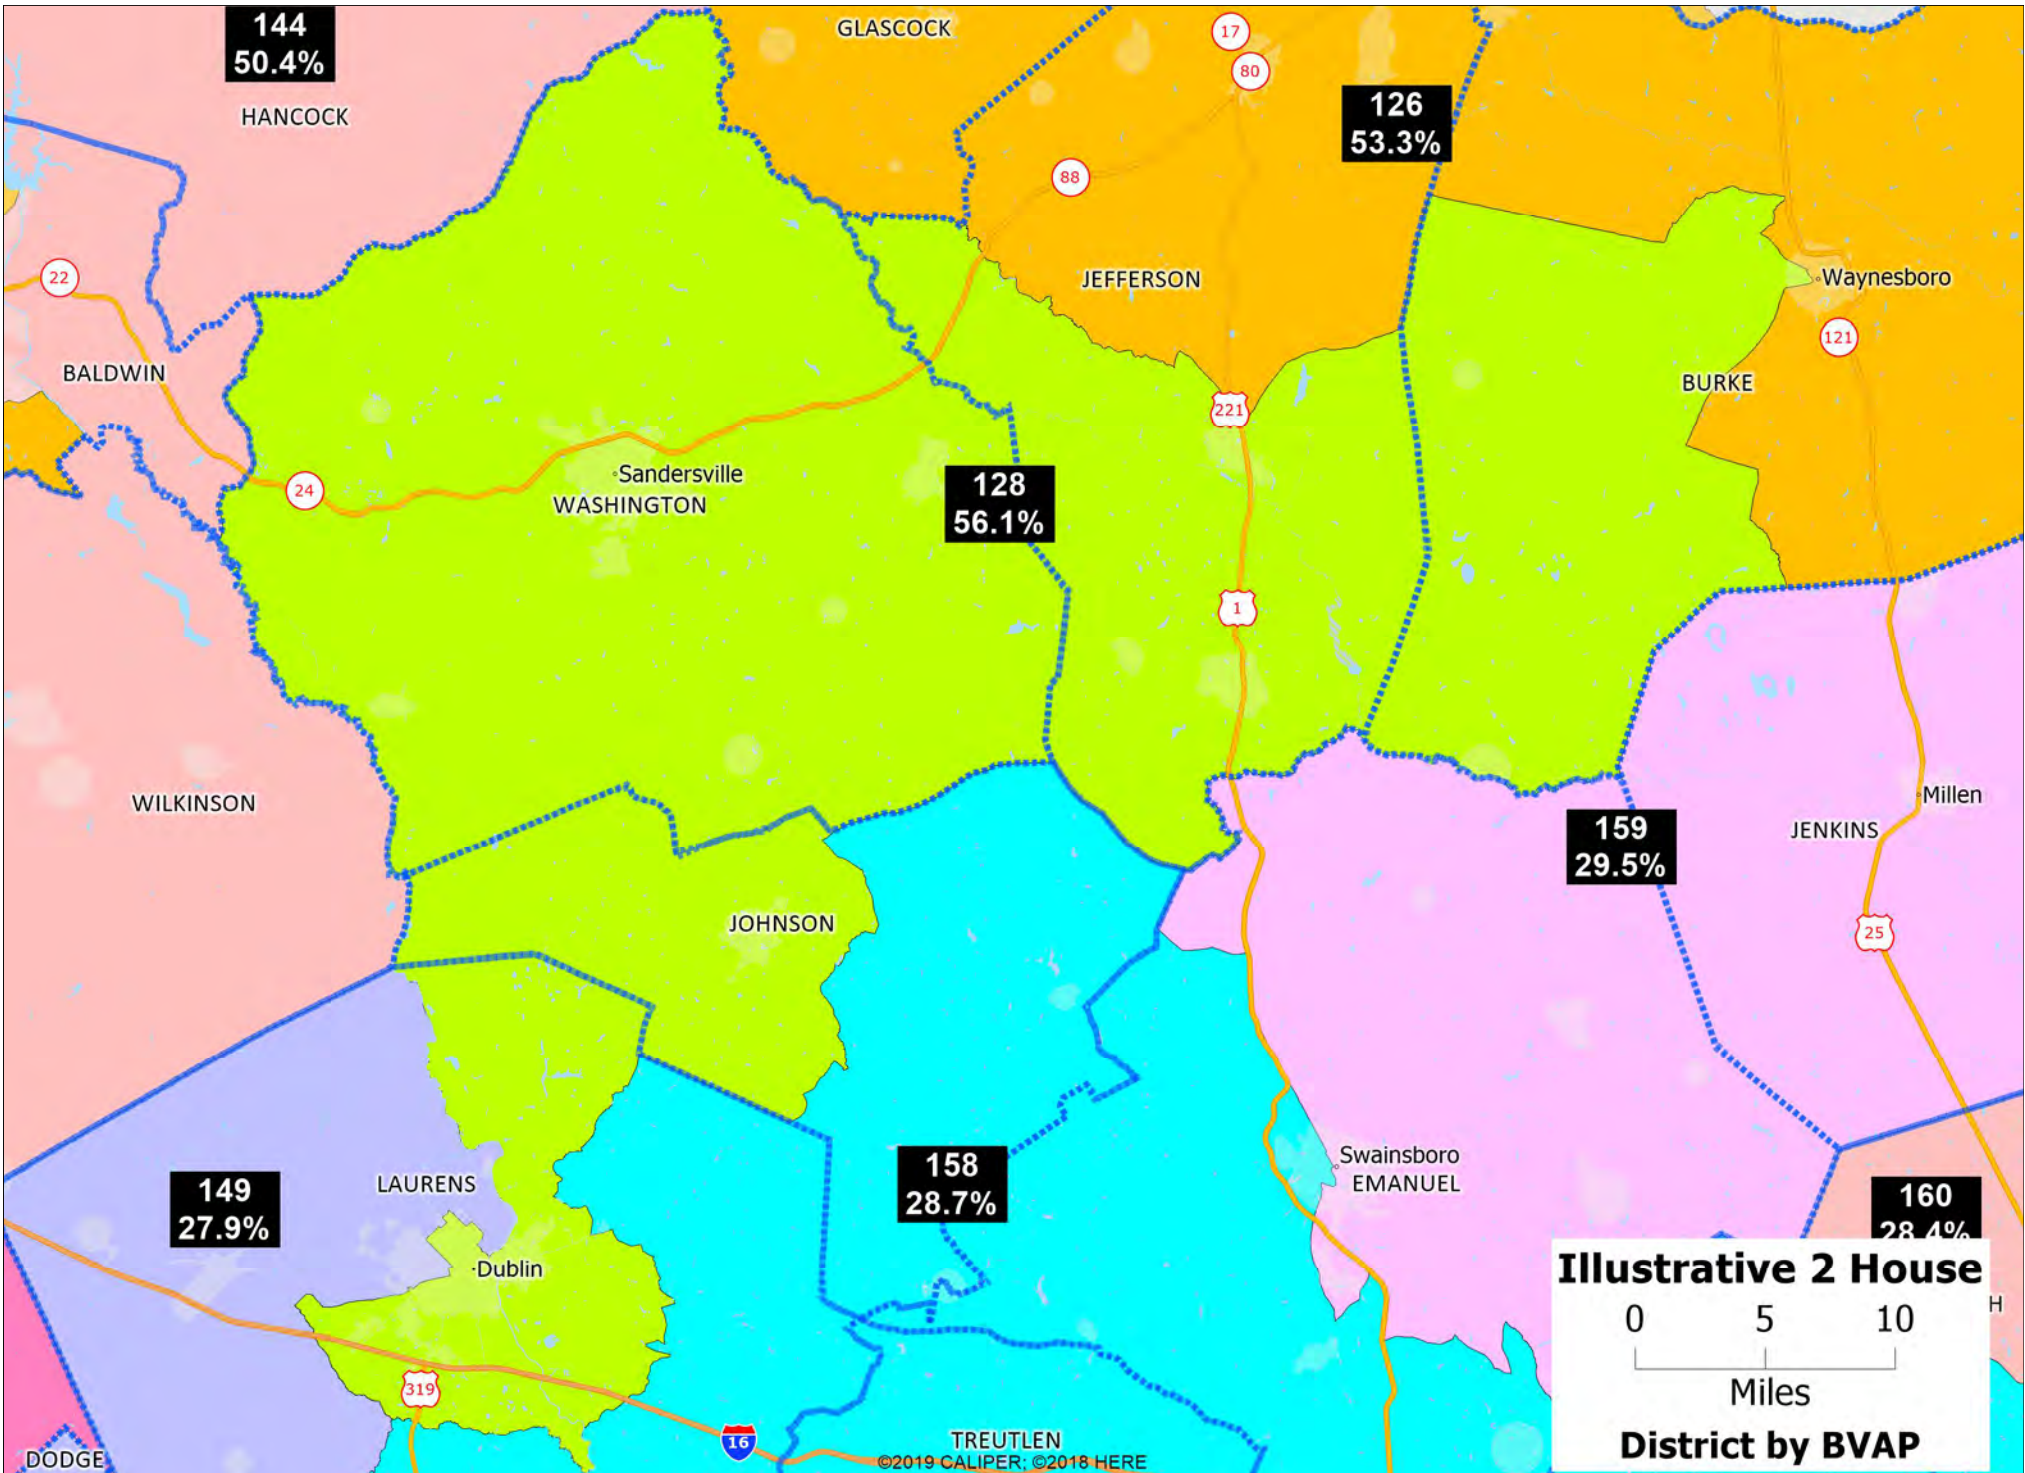 144
50.4%
HANCOCK
GLASCOCK
17
80
126
53.3%
88
22
JEFFERSON
Waynesboro
121
BALDWIN
BURKE
221
24
Sandersville
WASHINGTON
128
56.1%
1
WILKINSON
Millen
159
29.5%
JENKINS
JOHNSON
25
149
27.9%
LAURENS
158
28.7%
Swainsboro
EMANUEL
160
28.4%
Dublin
319
16
TREUTLEN
DODGE
©2019 CALIPER; ©2018 HERE
Illustrative 2 House
0 5 10
Miles
District by BVAP
H